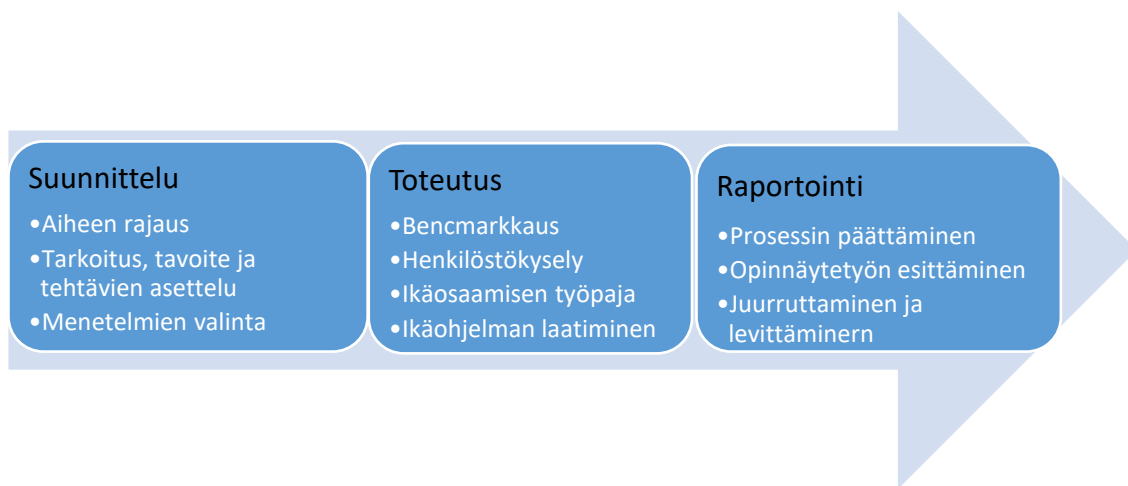 Suunnittelu
•Aiheen rajaus
•Tarkoitus, tavoite ja
tehtävien asettelu
•Menetelmien valinta
Toteutus
•Bencmarkkaus
•Henkilöstökysely
•Ikäosaamisen työpaja
•Ikäohjelman laatiminen
Raportointi
•Prosessin päättäminen
•Opinnäytetyön esittäminen
•Juurruttaminen ja
levittäminern